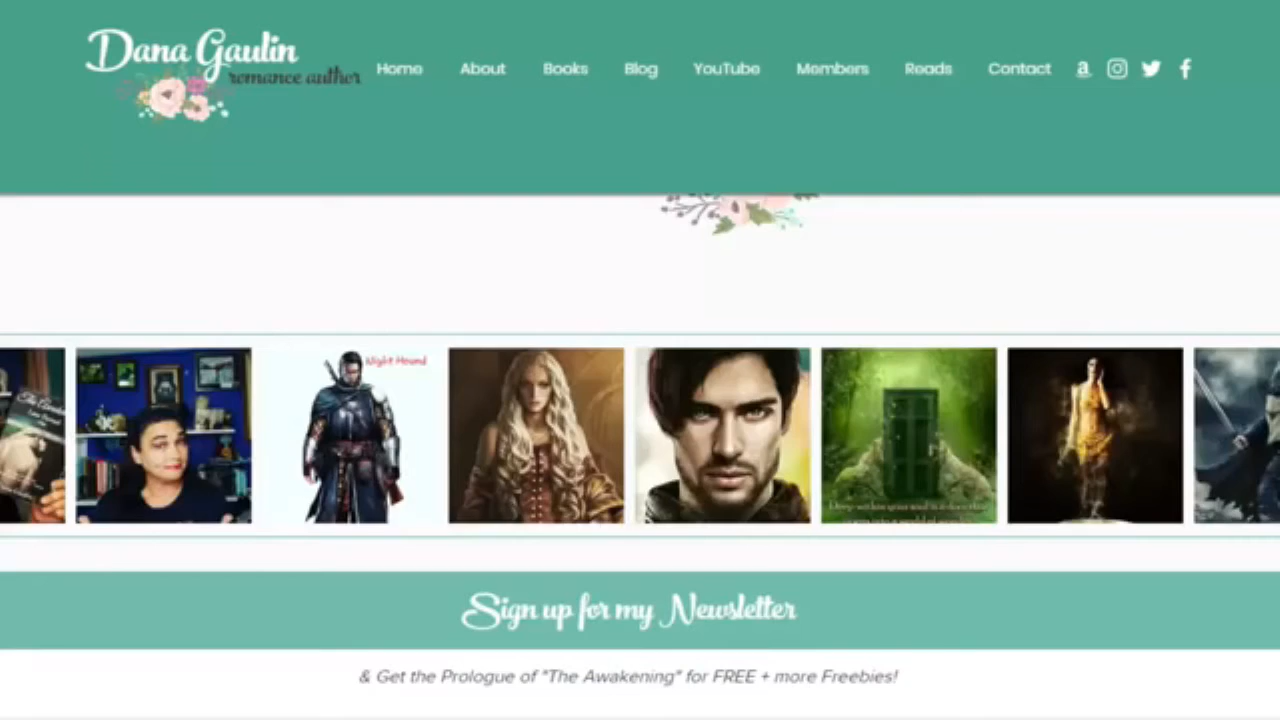 Dana Gaulin
romance author
Home About Books Blog YouTube Members Reads Contact
Night Hound
Sign up for my Newsletter
& Get the Prologue of "The Awakening" for FREE + more Freebies!